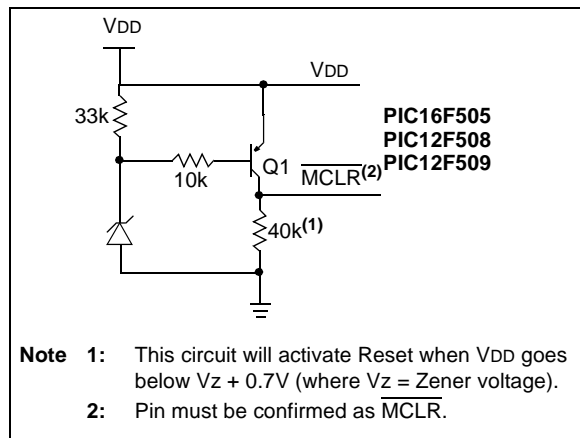 VDD
VDD
33k
PIC16F505
PIC12F508
Q1 MCLR(2) PIC12F509
10k
40k(1)
Note 1: This circuit will activate Reset when VDD goes
below Vz + 0.7V (where Vz = Zener voltage).
2: Pin must be confirmed as MCLR.